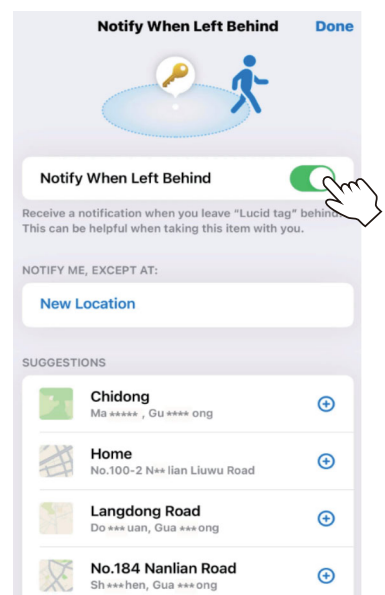 Notify When Left Behind
Done
Notify When Left Behind
Receive a notification when you leave "Lucid tag" behind.
This can be helpful when taking this item with you.
NOTIFY ME, EXCEPT AT:
New Location
SUGGESTIONS
Chidong
Ma ***** , Gu **** ong
Home
No.100-2 N** lian Liuwu Road
Langdong Road
Do *** uan, Gua *** ong
No.184 Nanlian Road
Sh *** hen, Gua *** ong